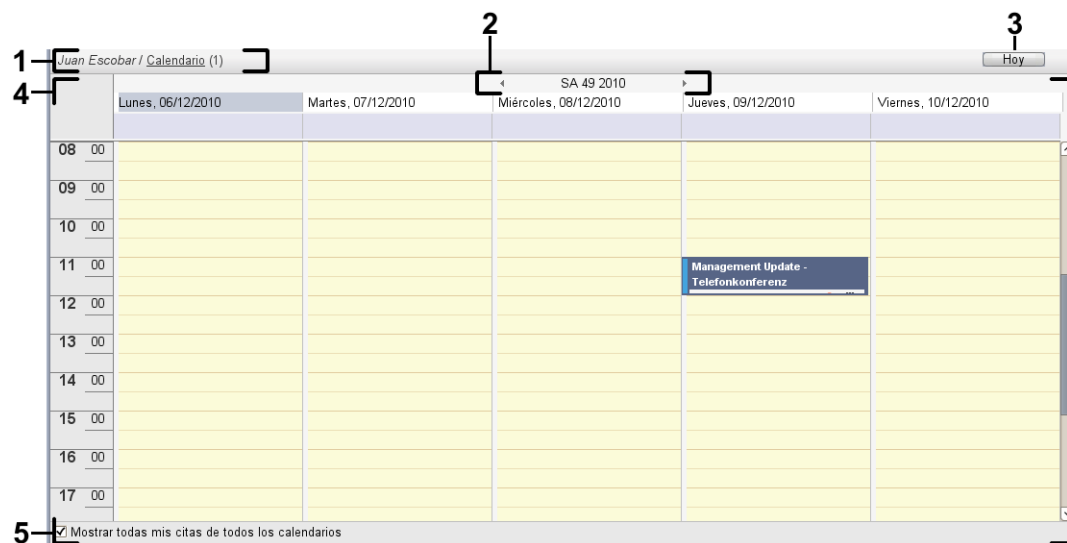 2
3
1
Juan Escobar / Calendario (1)
Hoy
4
SA 49 2010
Lunes, 06/12/2010 Martes, 07/12/2010 Miércoles, 08/12/2010 Jueves, 09/12/2010 Viernes, 10/12/2010
08 00
09 00
10 00
11 00
Management Update -
Telefonkonferenz
12 00
13 00
14 00
15 00
16 00
17 00
5
Mostrar todas mis citas de todos los calendarios